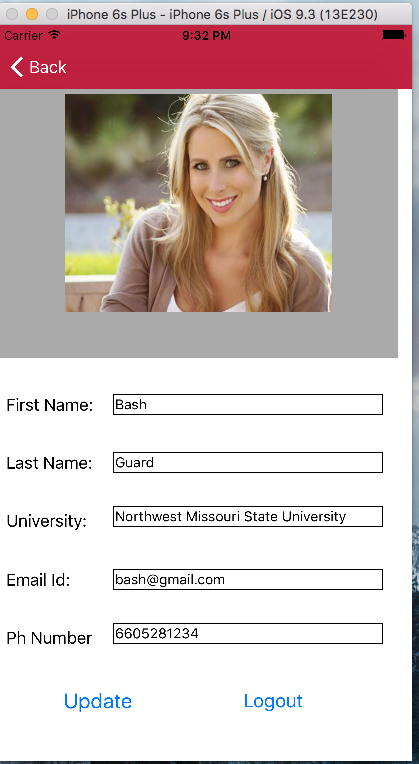 iPhone 6s Plus - iPhone 6s Plus / iOS 9.3 (13E230)
Carrier 9:32 PM
Back
First Name: Bash
Last Name: Guard
University: Northwest Missouri State University
Email Id: bash@gmail.com
Ph Number 6605281234
Update Logout